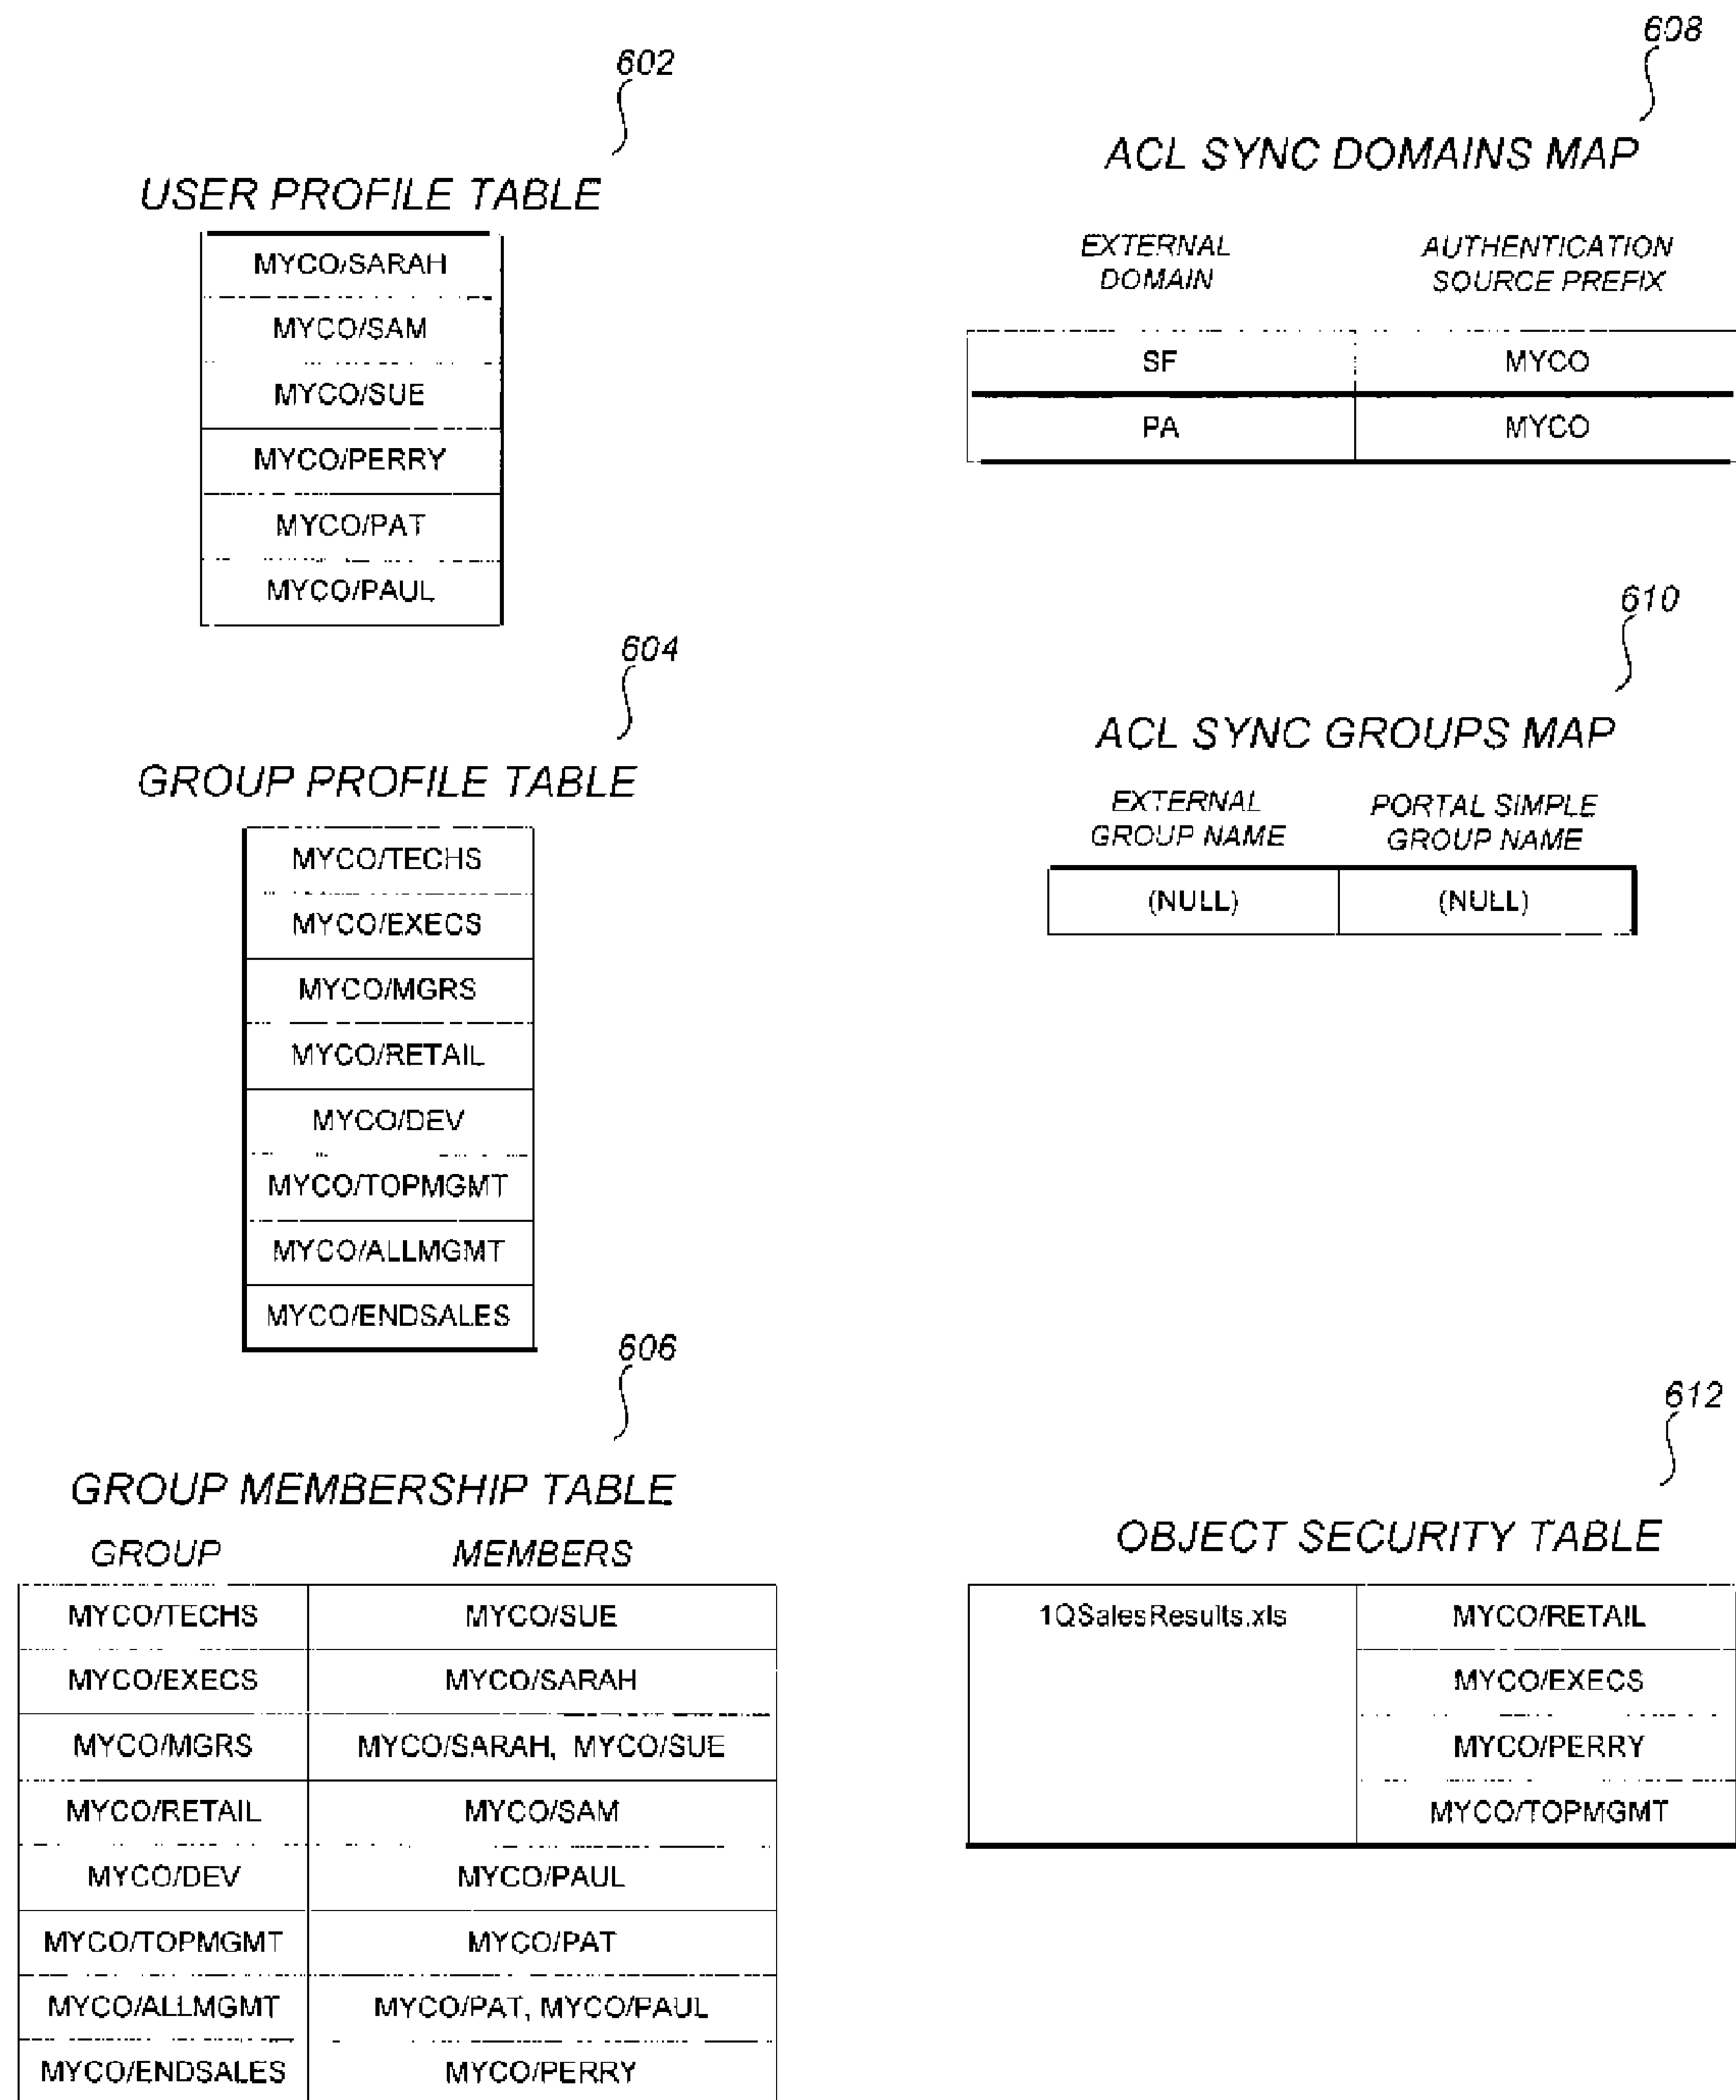 602
USER PROFILE TABLE
MYCO/SARAH
MYCO/SAM
MYCO/SUE
MYCO/PERRY
MYCO/PAT
MYCO/PAUL
604
GROUP PROFILE TABLE
MYCO/TECHS
MYCO/EXECS
MYCO/MGRS
MYCO/RETAIL
MYCO/DEV
MYCO/TOPMGMT
MYCO/ALLMGMT
MYCO/ENDSALES
606
GROUP MEMBERSHIP TABLE
GROUP MEMBERS
MYCO/TECHS MYCO/SUE
MYCO/EXECS MYCO/SARAH
MYCO/MGRS MYCO/SARAH, MYCO/SUE
MYCO/RETAIL MYCO/SAM
MYCO/DEV MYCO/PAUL
MYCO/TOPMGMT MYCO/PAT
MYCO/ALLMGMT MYCO/PAT, MYCO/PAUL
MYCO/ENDSALES MYCO/PERRY
608
ACL SYNC DOMAINS MAP
EXTERNAL DOMAIN AUTHENTICATION SOURCE PREFIX
SF MYCO
PA MYCO
610
ACL SYNC GROUPS MAP
EXTERNAL GROUP NAME PORTAL SIMPLE GROUP NAME
(NULL) (NULL)
612
OBJECT SECURITY TABLE
1QSalesResults.xls MYCO/RETAIL
MYCO/EXECS
MYCO/PERRY
MYCO/TOPMGMT